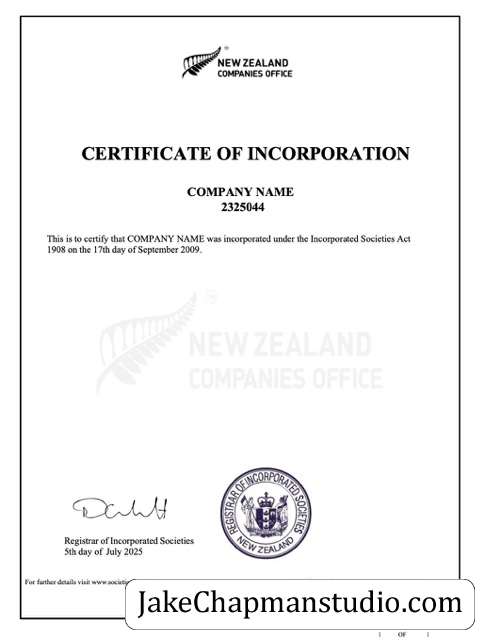 NEW ZEALAND
COMPANIES OFFICE
CERTIFICATE OF INCORPORATION
COMPANY NAME
2325044
This is to certify that COMPANY NAME was incorporated under the Incorporated Societies Act
1908 on the 17th day of September 2009.
NEW ZEALAND
COMPANIES OFFICE
REGISTRAR OF INCORPORATED SOCIETIES
NEW ZEALAND
Registrar of Incorporated Societies
5th day of July 2025
For further details visit www.societies
JakeChapmanstudio.com
1 OF 1